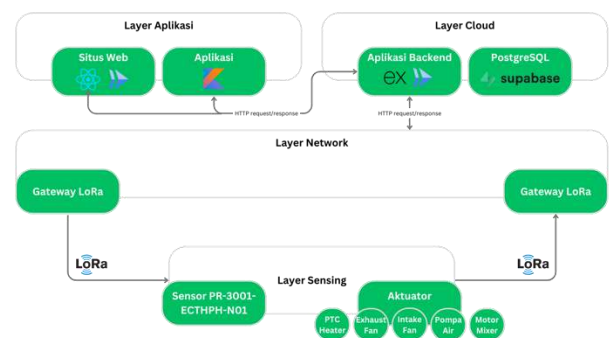 Layer Aplikasi
Layer Cloud
Situs Web
Aplikasi
Aplikasi Backend
ex
PostgreSQL
supabase
HTTP request/response
HTTP request/response
Layer Network
Gateway LoRa
Gateway LoRa
LoRa
LoRa
Layer Sensing
Sensor PR-3001-
ECTHPH-N01
Aktuator
PTC
Heater
Exhaust
Fan
Intake
Fan
Pompa
Air
Motor
Mixer